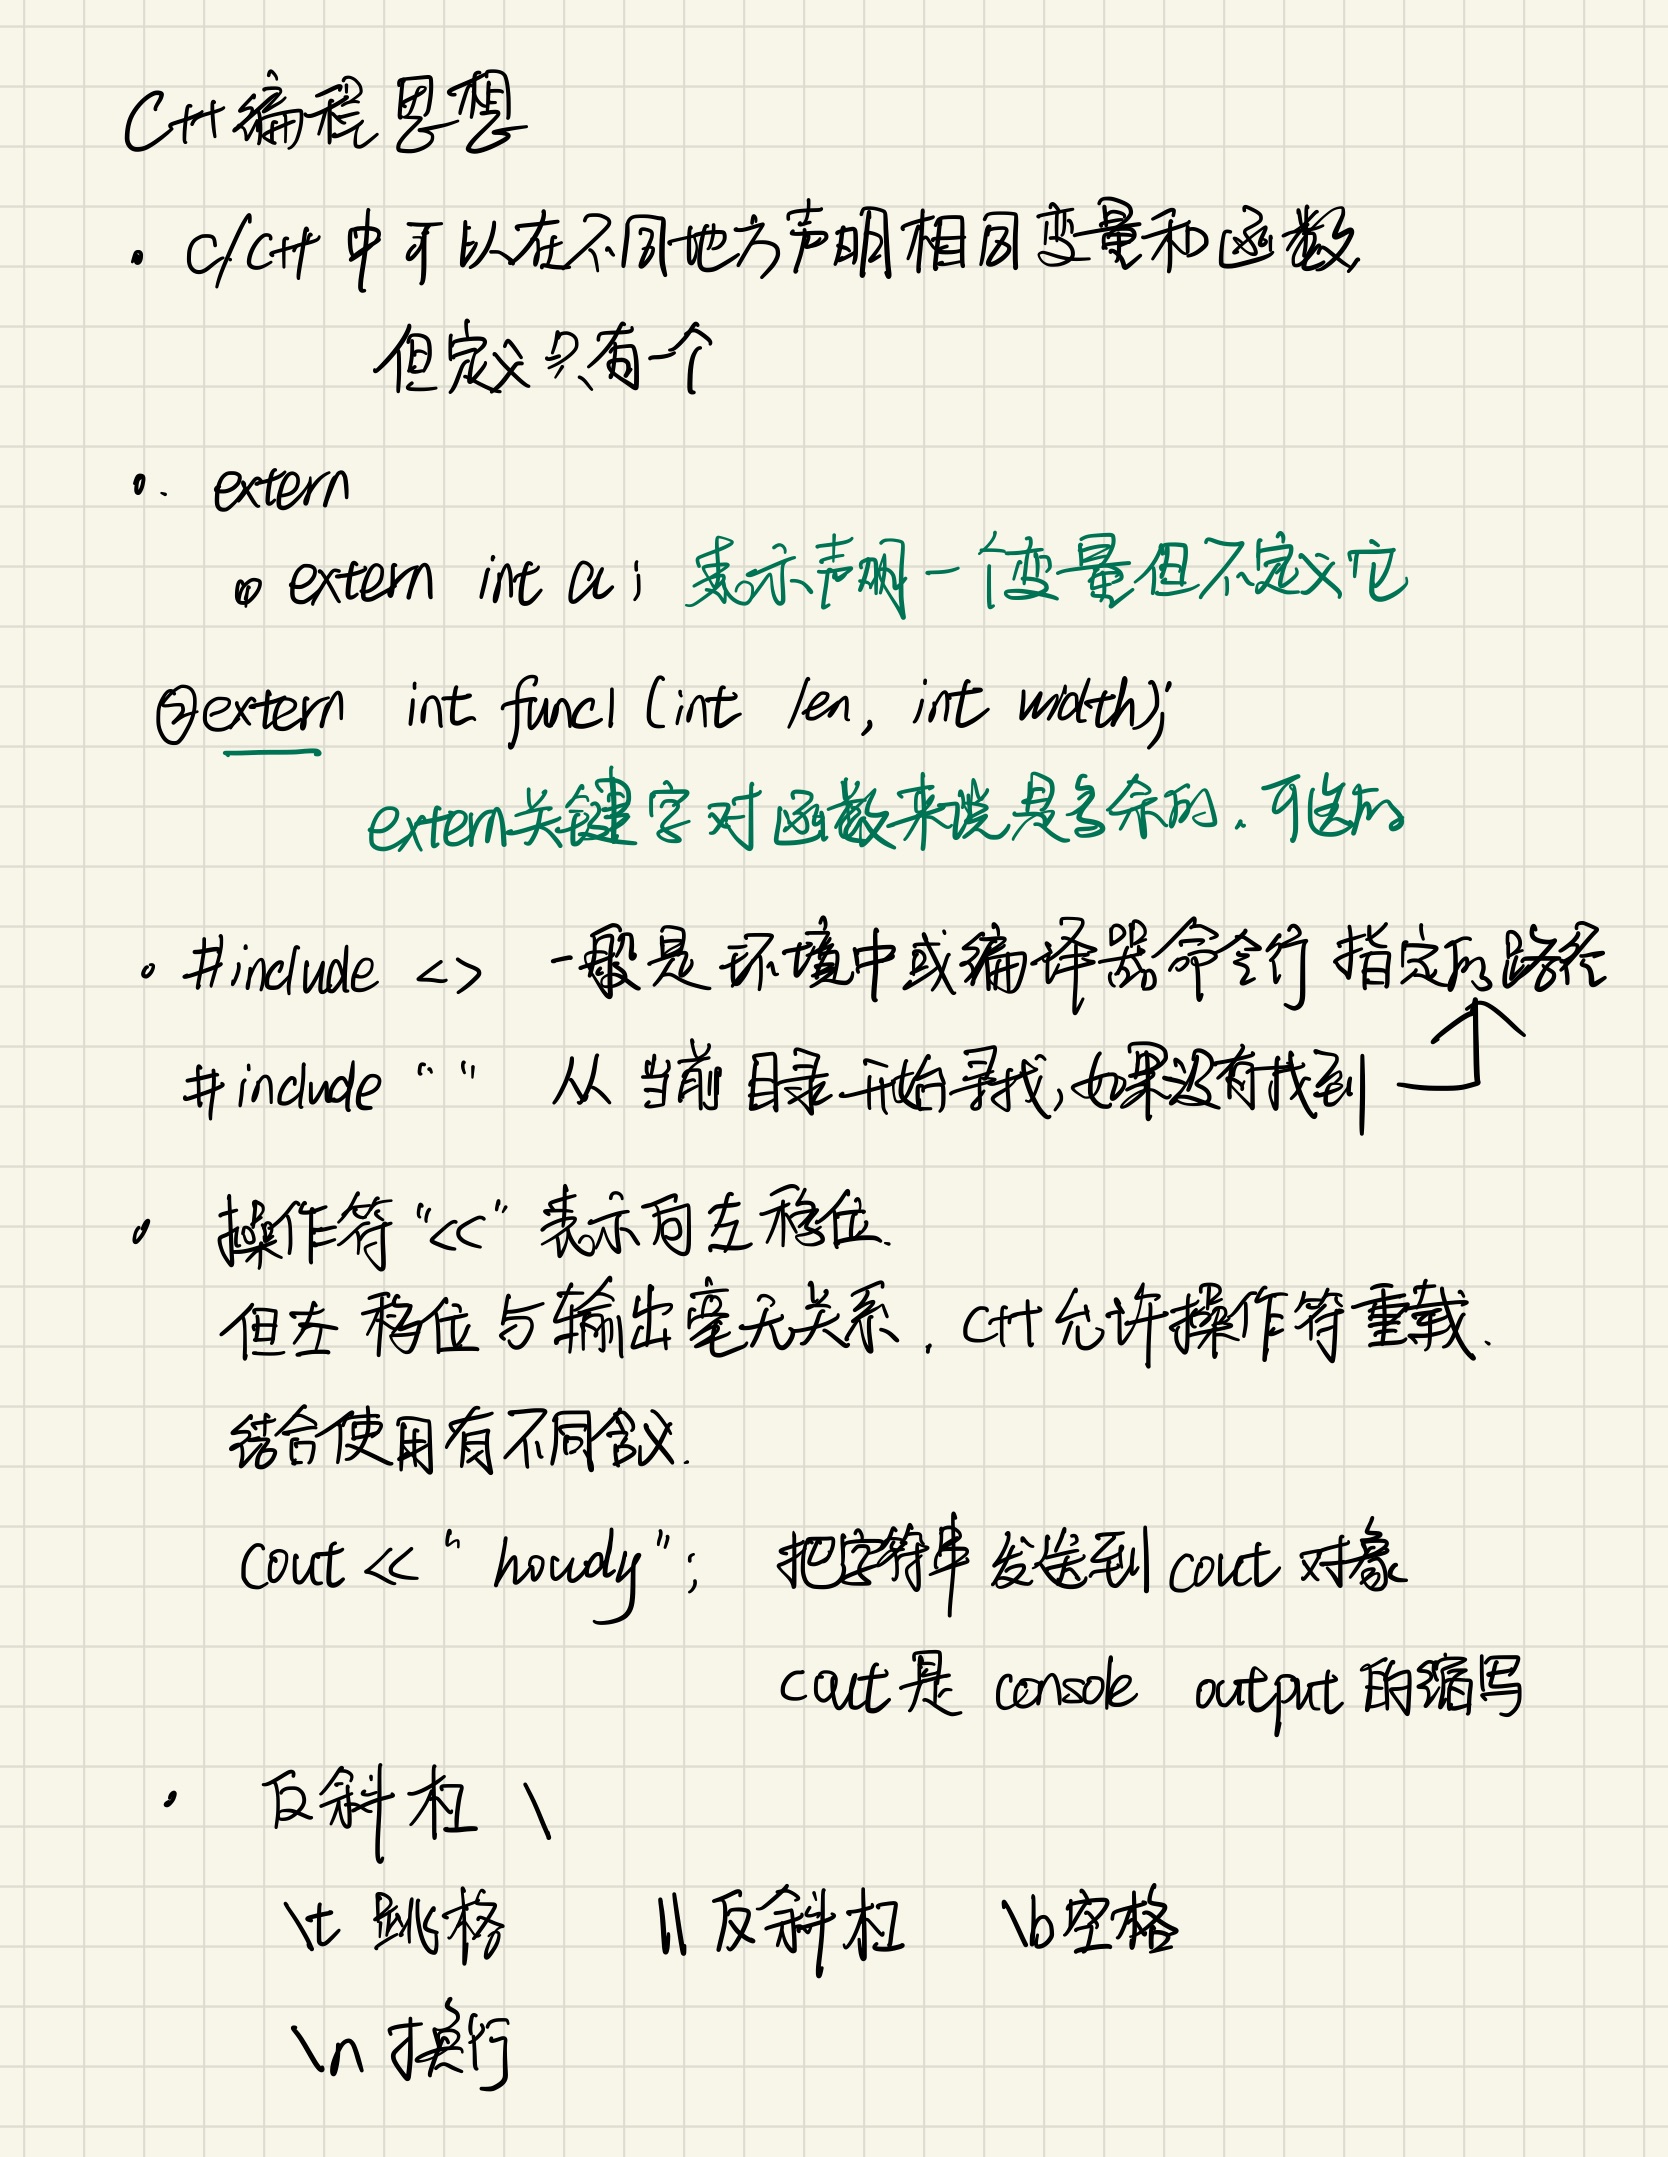 C++编程思想
· C/C++中可以在不同地方声明相同变量和函数
但定义只有一个
· extern
extern int a; 表示声明一个变量但不定义它
② extern int func1(int len, int width);
extern关键字对函数来说是多余的、可选的
· #include <> 一般是环境中或编译器命令行指定的路径
#include " " 从当前目录开始寻找,如果没有找到
· 操作符"<<"表示向左移位.
但左移位与输出毫无关系.C++允许操作符重载.
结合使用有不同含义.
cout << "howdy"; 把字符串发送到cout对象
cout是 console output的缩写
· 反斜杠 \
\t 跳格 \\ 反斜杠 \b空格
\n 换行